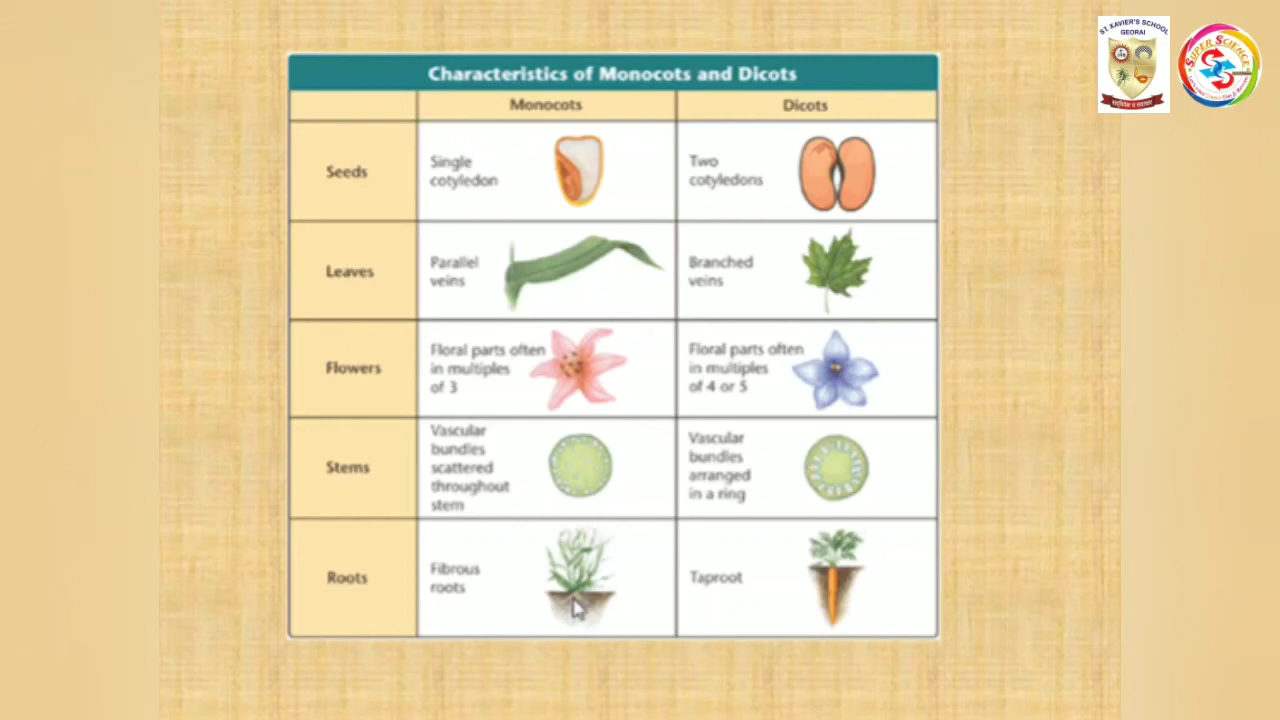 ST. XAVIER'S SCHOOL
GEORAI
SUPER SCIENCE
Characteristics of Monocots and Dicots
Monocots
Dicots
Seeds
Single
cotyledon
Two
cotyledons
Leaves
Parallel
veins
Branched
veins
Flowers
Floral parts often
in multiples
of 3
Floral parts often
in multiples
of 4 or 5
Stems
Vascular
bundles
scattered
throughout
stem
Vascular
bundles
arranged
in a ring
Roots
Fibrous
roots
Taproot